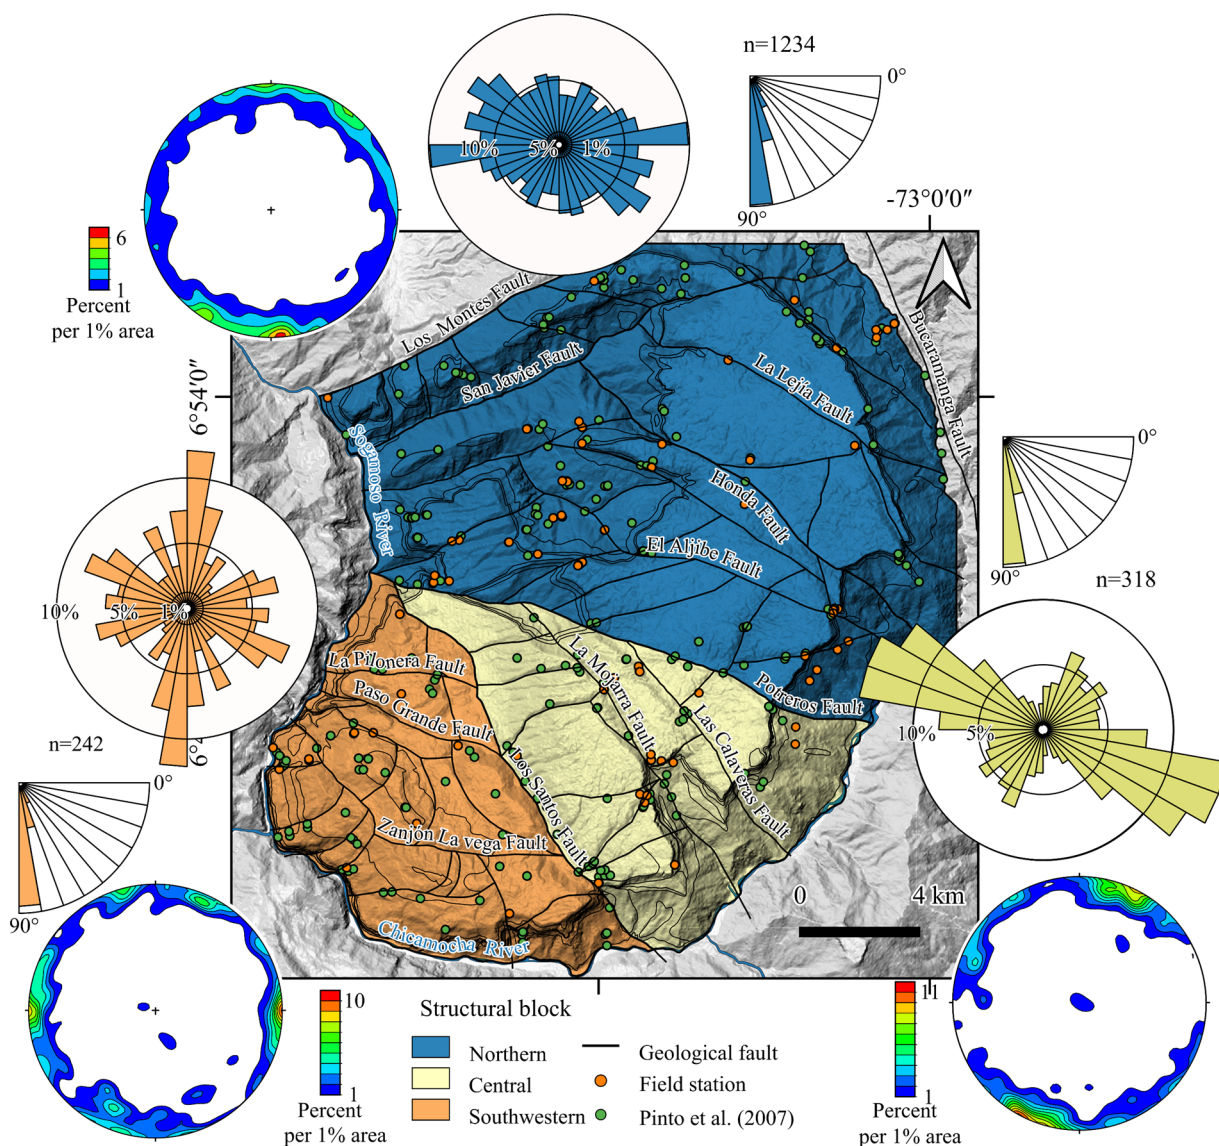 n=1234
0°
10%
5%
1%
90°
-73°0′0″
6
1
Percent
per 1% area
Los Montes Fault
San Javier Fault
La Lejía Fault
Bucaramanga Fault
6°54′0″
Sogamoso River
Honda Fault
El Aljibe Fault
0°
90°
n=318
10%
5%
1%
10%
5%
n=242
La Pilonera Fault
Paso Grande Fault
La Mojarra Fault
Las Calaveras Fault
Potreros Fault
Los Santos Fault
Zanjón La vega Fault
0°
90°
Chicamocha River
0
4 km
10
1
Percent
per 1% area
Structural block
Northern
Central
Southwestern
Geological fault
Field station
Pinto et al. (2007)
11
1
Percent
per 1% area